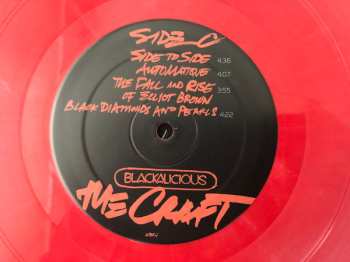 SIDE C
SIDE TO SIDE 4:36
AUTOMATIQUE 4:07
THE FALL AND RISE
OF ELLIOT BROWN 3:55
BLACK DIAMONDS AND PEARLS 4:22
BLACKALICIOUS
THE CRAFT